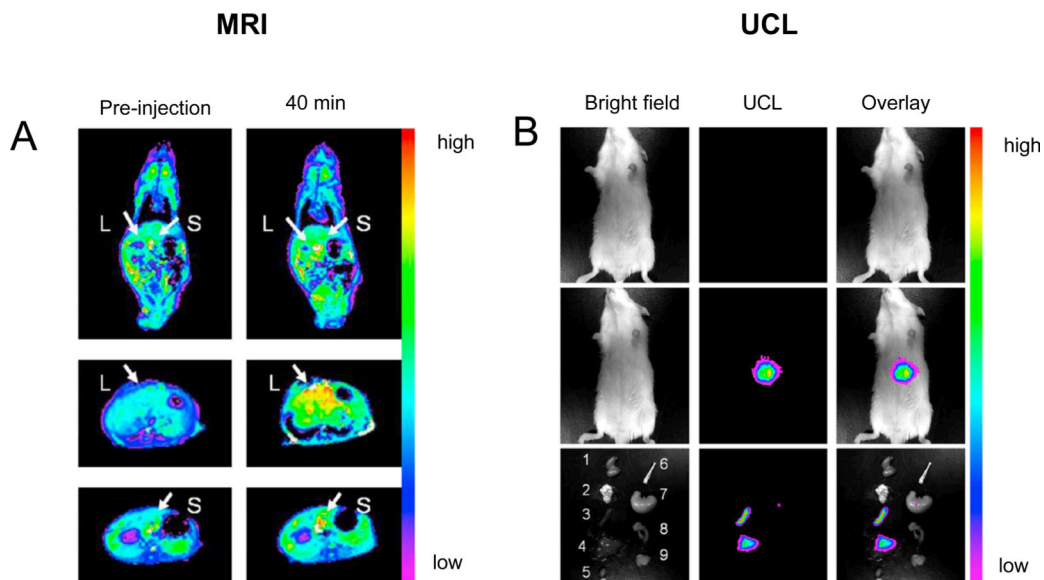 MRI
UCL
A
Pre-injection
40 min
high
L
S
L
S
L
L
S
S
low
B
Bright field
UCL
Overlay
high
1
6
2
7
3
8
4
9
5
low